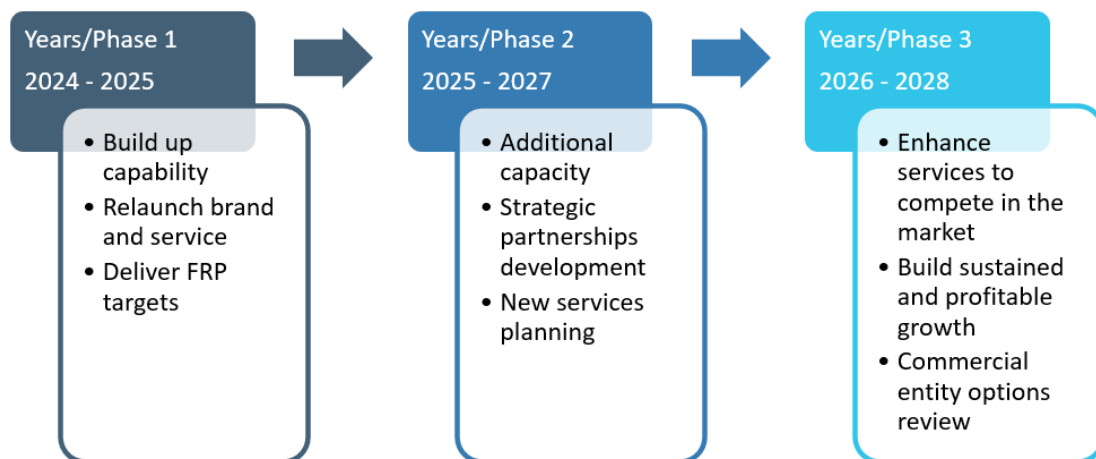 Years/Phase 1
2024 - 2025
• Build up
capability
• Relaunch brand
and service
• Deliver FRP
targets
Years/Phase 2
2025 - 2027
• Additional
capacity
• Strategic
partnerships
development
• New services
planning
Years/Phase 3
2026 - 2028
• Enhance
services to
compete in the
market
• Build sustained
and profitable
growth
• Commercial
entity options
review